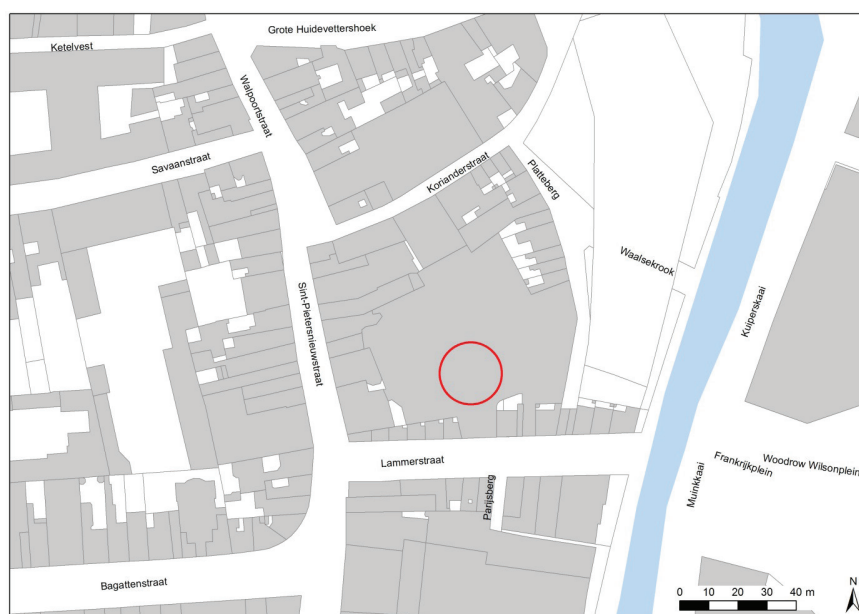 Grote Huidevettershoek
Ketelvest
Walpoortstraat
Savaanstraat
Korianderstraat
Platteberg
Waalsekrook
Kuiperskaai
Sint-Pietersnieuwstraat
Lammerstraat
Woodrow Wilsonplein
Frankrijkplein
Muinkkaai
Parijsberg
Bagattenstraat
N
0 10 20 30 40 m